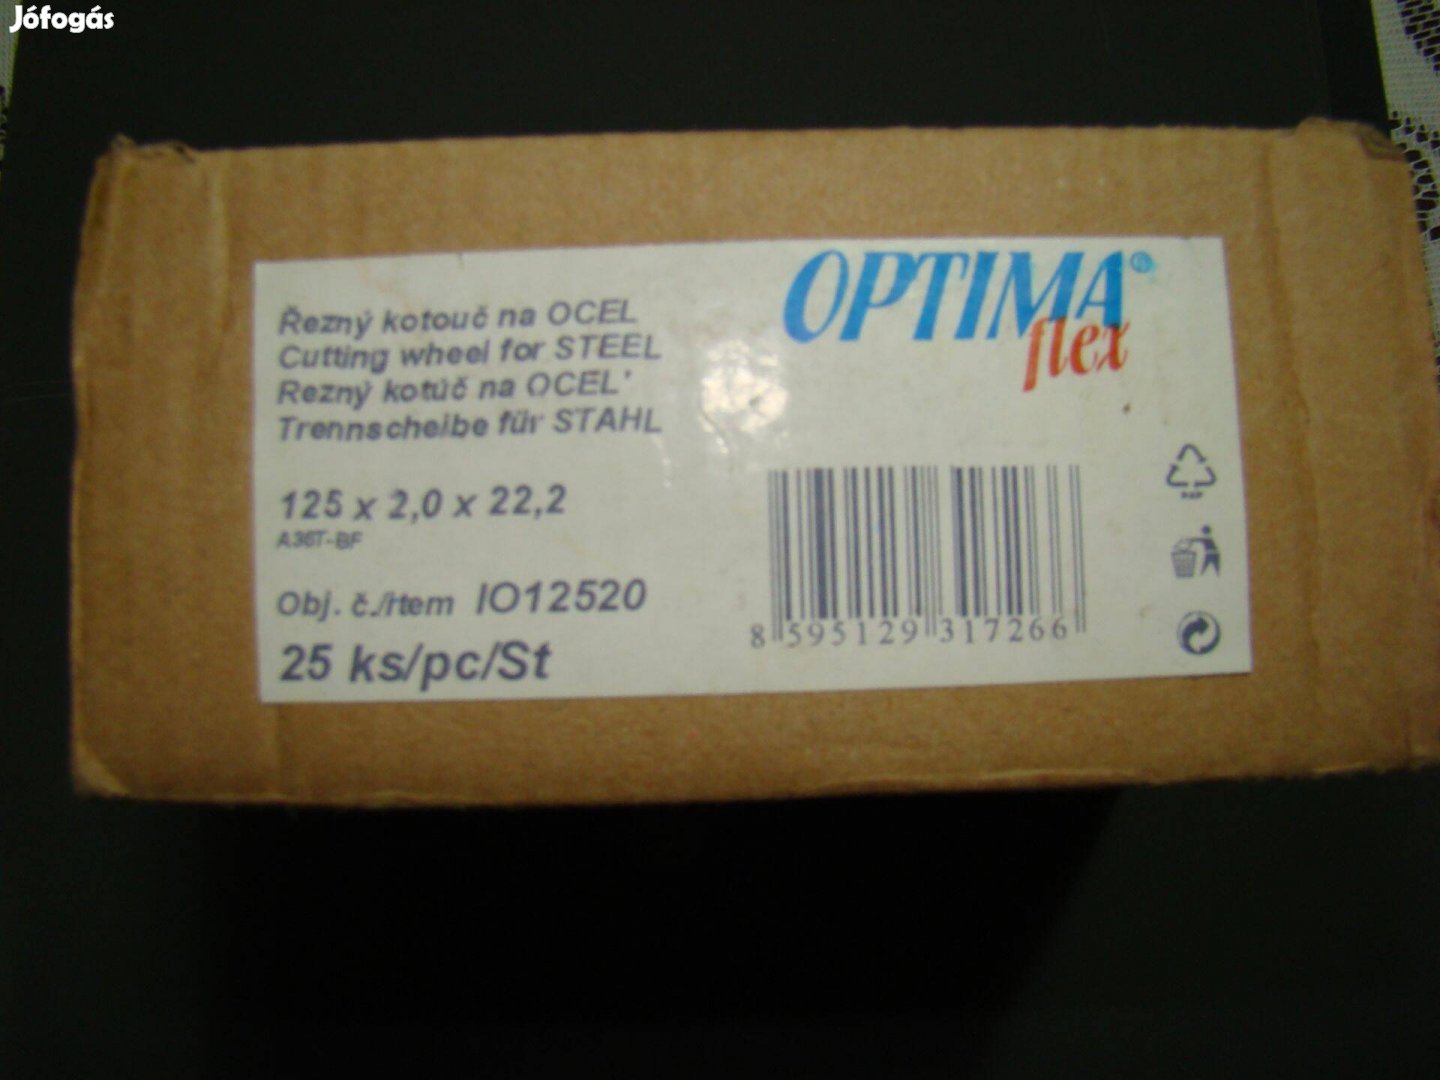 Jófogás
OPTIMA®
flex
Řezný kotouč na OCEL
Cutting wheel for STEEL
Rezný kotúč na OCEL'
Trennscheibe für STAHL
125 x 2,0 x 22,2
A36T-BF
Obj. č./Item IO12520
25 ks/pc/St
8 595129 317266
PAP